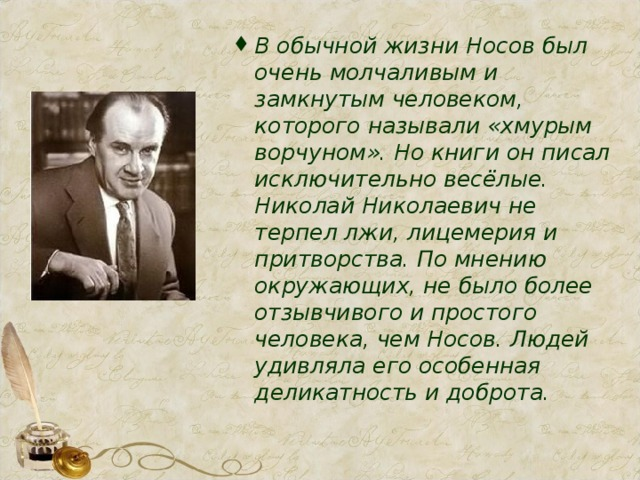 В обычной жизни Носов был
очень молчаливым и
замкнутым человеком,
которого называли «хмурым
ворчуном». Но книги он писал
исключительно весёлые.
Николай Николаевич не
терпел лжи, лицемерия и
притворства. По мнению
окружающих, не было более
отзывчивого и простого
человека, чем Носов. Людей
удивляла его особенная
деликатность и доброта.